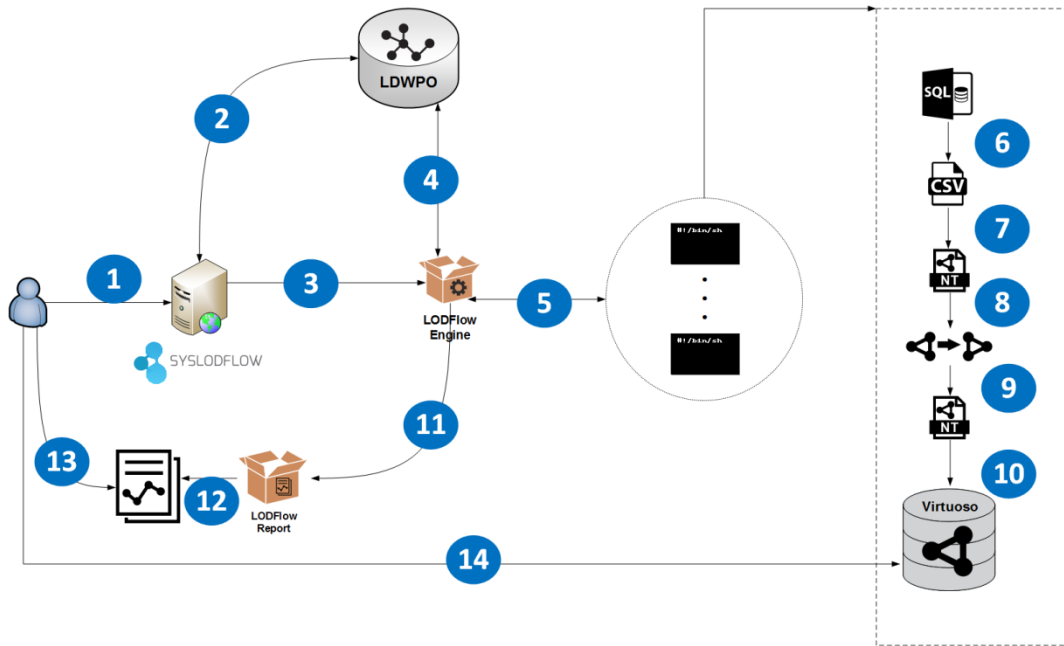 LDWPO
2
SQL
6
4
CSV
#!/bin/sh
7
1
3
NT
8
5
LODFlow
Engine
SYSLODFLOW
#!/bin/sh
9
NT
11
13
12
10
LODFlow
Report
Virtuoso
14